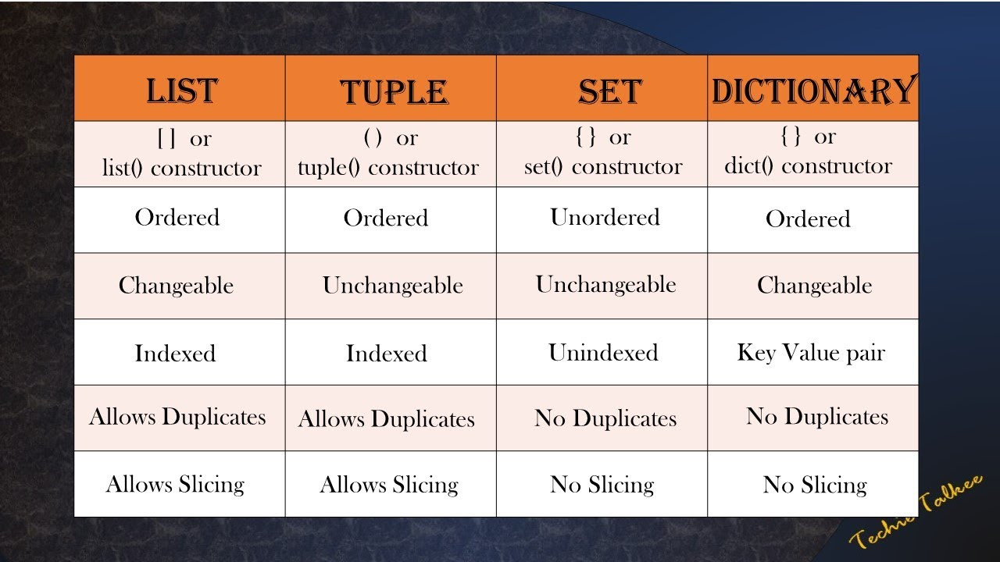 LIST TUPLE SET DICTIONARY
[ ] or ( ) or { } or { } or
list() constructor tuple() constructor set() constructor dict() constructor
Ordered Ordered Unordered Ordered
Changeable Unchangeable Unchangeable Changeable
Indexed Indexed Unindexed Key Value pair
Allows Duplicates Allows Duplicates No Duplicates No Duplicates
Allows Slicing Allows Slicing No Slicing No Slicing
Techie Talkee